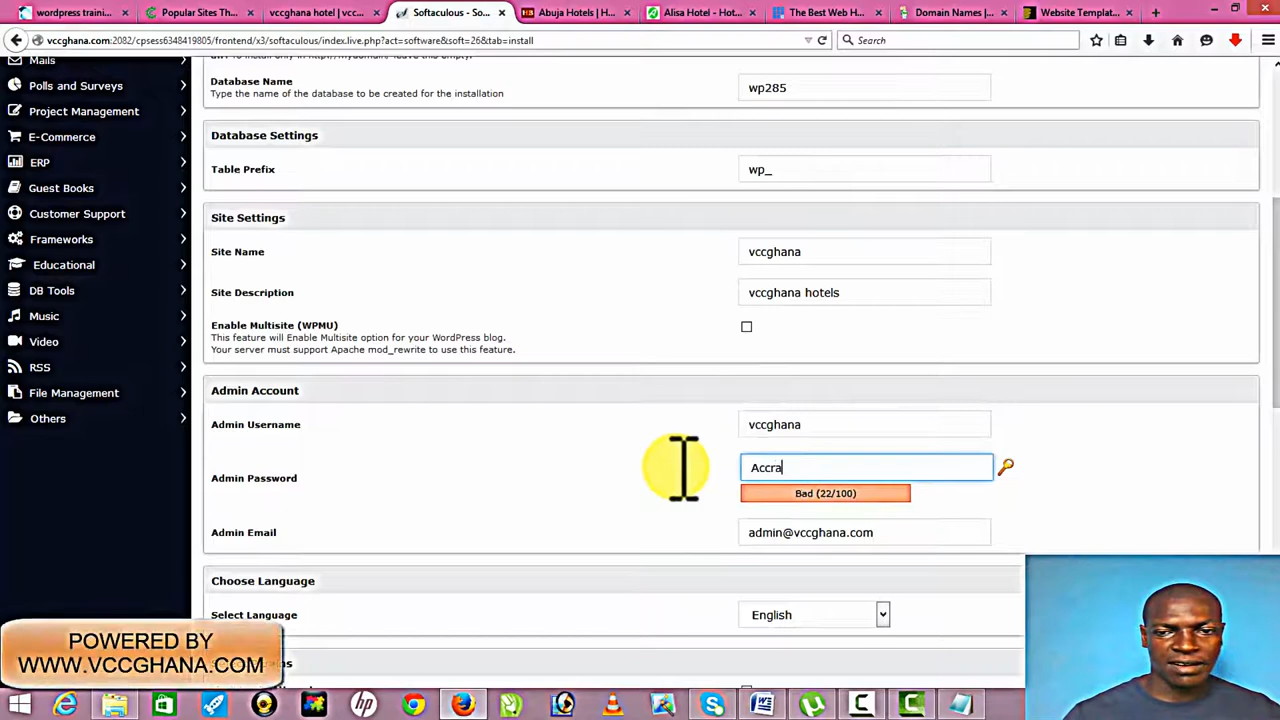 wordpress traini...
Popular Sites Th...
vccghana hotel | vcc...
Softaculous - So...
Abuja Hotels | H...
Alisa Hotel - Hot...
The Best Web H...
Domain Names |...
Website Templat...
vccghana.com:2082/cpsess6348419805/frontend/x3/softaculous/index.live.php?act=software&soft=26&tab=install
Search
Mails
Polls and Surveys
Project Management
E-Commerce
ERP
Guest Books
Customer Support
Frameworks
Educational
DB Tools
Music
Video
RSS
File Management
Others
Database Name
Type the name of the database to be created for the installation
wp285
Database Settings
Table Prefix
wp_
Site Settings
Site Name
vccghana
Site Description
vccghana hotels
Enable Multisite (WPMU)
This feature will Enable Multisite option for your WordPress blog.
Your server must support Apache mod_rewrite to use this feature.
Admin Account
Admin Username
vccghana
Admin Password
Accra
Bad (22/100)
Admin Email
admin@vccghana.com
Choose Language
Select Language
English
POWERED BY
WWW.VCCGHANA.COM